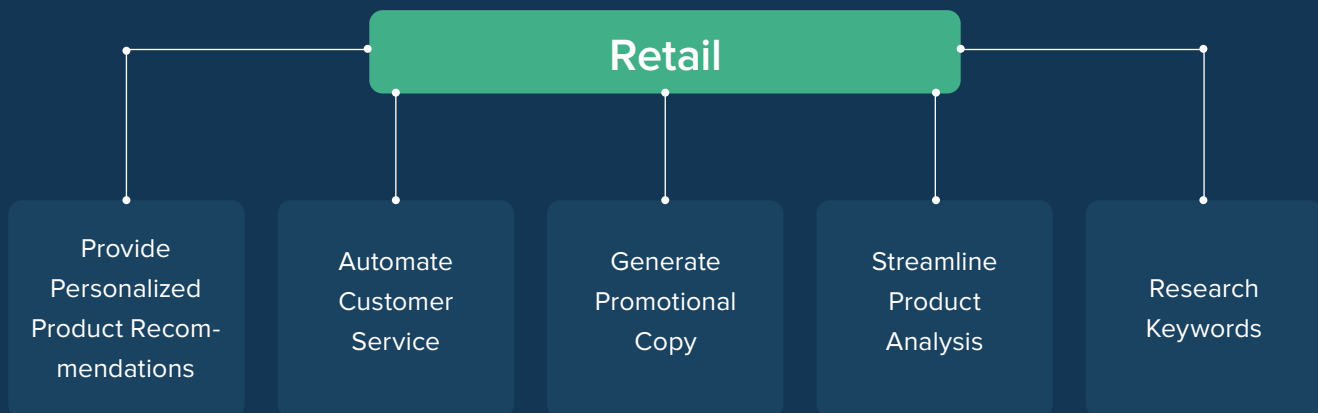 Retail
Provide
Personalized
Product Recom-
mendations
Automate
Customer
Service
Generate
Promotional
Copy
Streamline
Product
Analysis
Research
Keywords